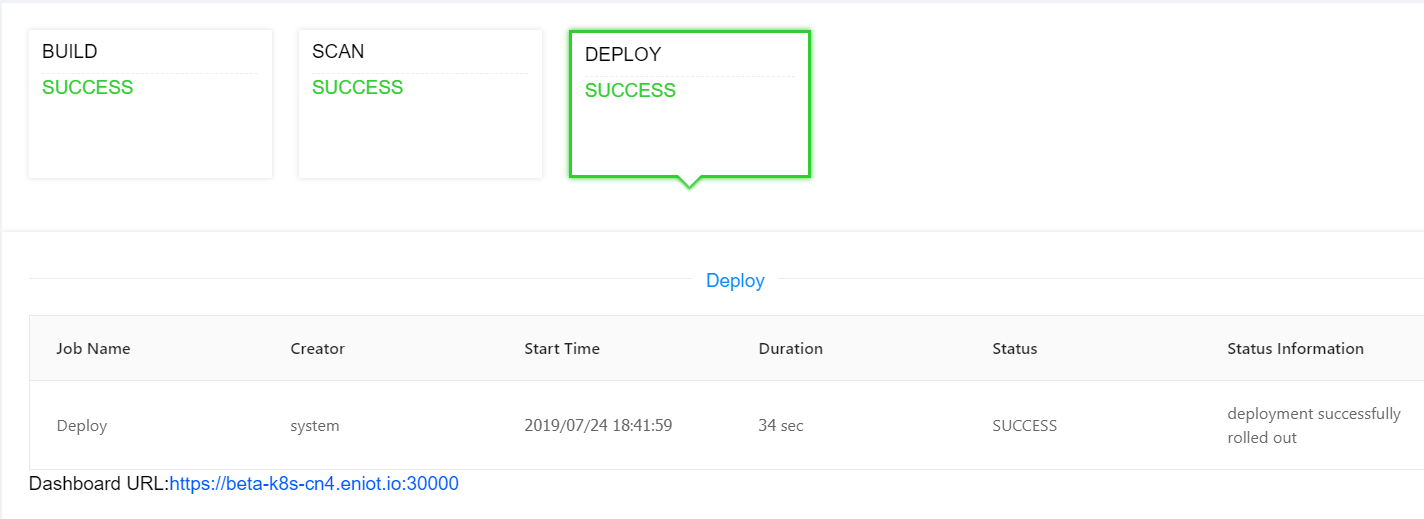 BUILD
SUCCESS
SCAN
SUCCESS
DEPLOY
SUCCESS
Deploy
Job Name Creator Start Time Duration Status Status Information
Deploy system 2019/07/24 18:41:59 34 sec SUCCESS deployment successfully
rolled out
Dashboard URL:https://beta-k8s-cn4.eniot.io:30000